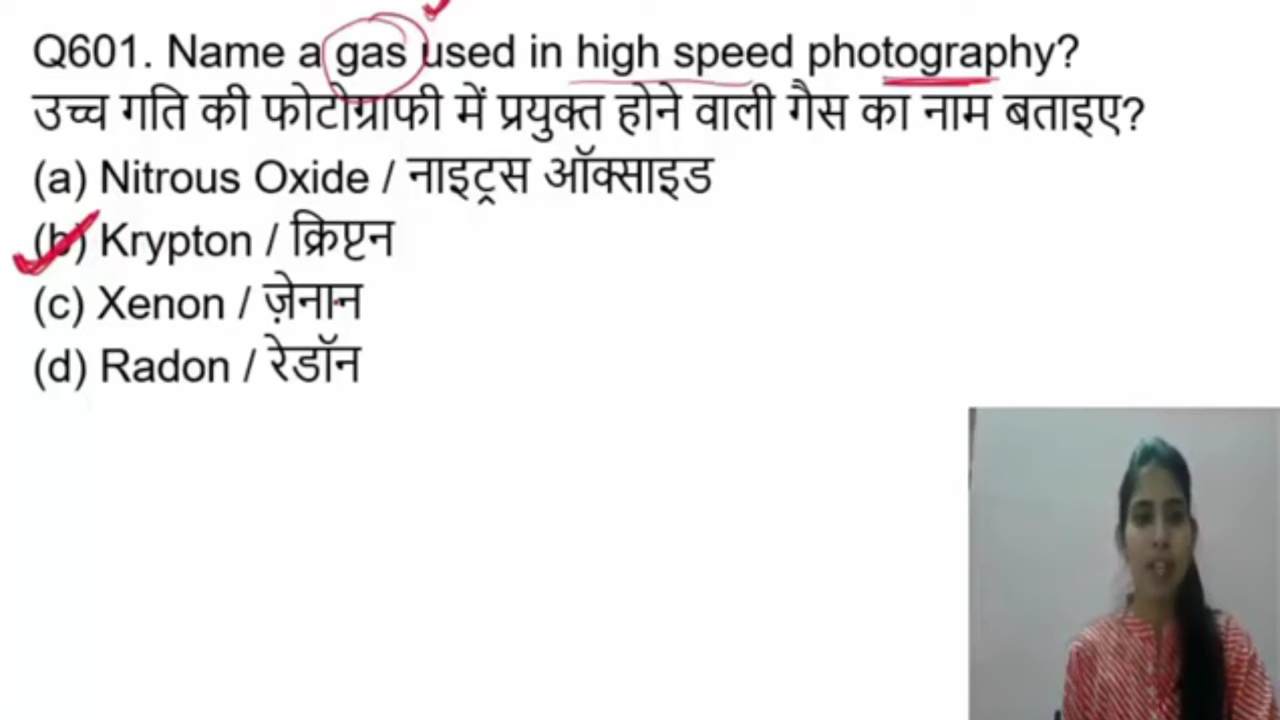 Q601. Name a gas used in high speed photography?
उच्च गति की फोटोग्राफी में प्रयुक्त होने वाली गैस का नाम बताइए?
(a) Nitrous Oxide / नाइट्रस ऑक्साइड
(b) Krypton / क्रिप्टन
(c) Xenon / ज़ेनान
(d) Radon / रेडॉन